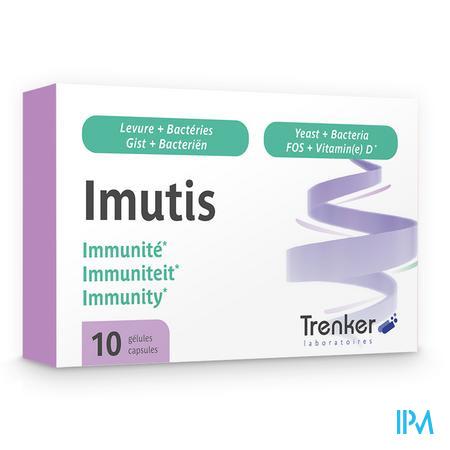 Levure + Bactéries
Gist + Bacteriën
Yeast + Bacteria
FOS + Vitamin(e) D*
Imutis
Immunité*
Immuniteit*
Immunity*
10 gélules
capsules
Trenker
laboratoires
IPM